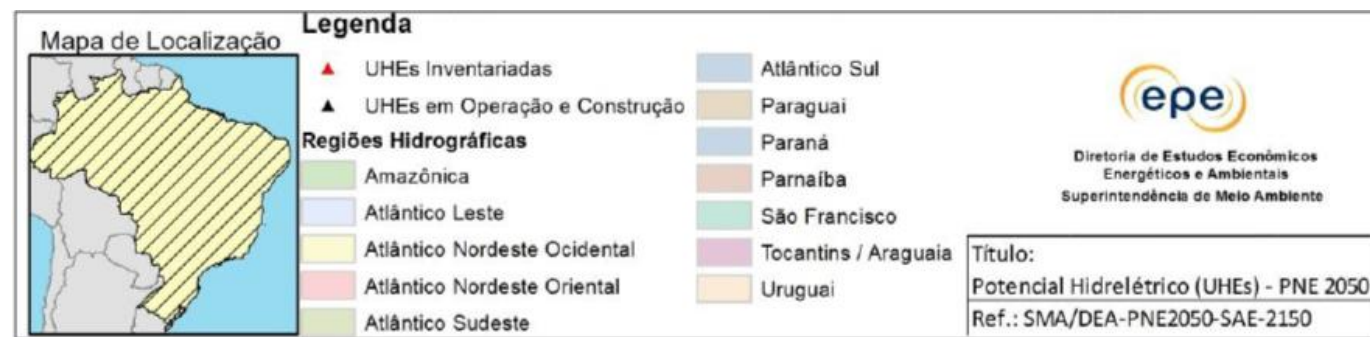 Mapa de Localização
Legenda
UHEs Inventariadas
UHEs em Operação e Construção
Regiões Hidrográficas
Amazônica
Atlântico Leste
Atlântico Nordeste Ocidental
Atlântico Nordeste Oriental
Atlântico Sudeste
Atlântico Sul
Paraguai
Paraná
Parnaíba
São Francisco
Tocantins / Araguaia
Uruguai
epe
Diretoria de Estudos Econômicos
Energéticos e Ambientais
Superintendência de Meio Ambiente
Título:
Potencial Hidrelétrico (UHEs) - PNE 2050
Ref.: SMA/DEA-PNE2050-SAE-2150